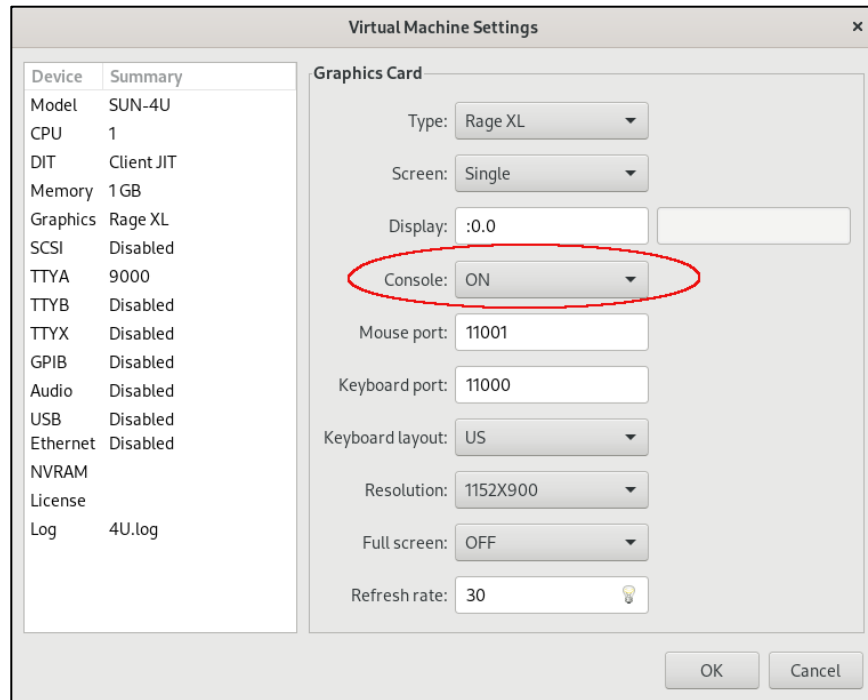 Virtual Machine Settings ×
Device Summary
Model SUN-4U
CPU 1
DIT Client JIT
Memory 1 GB
Graphics Rage XL
SCSI Disabled
TTYA 9000
TTYB Disabled
TTYX Disabled
GPIB Disabled
Audio Disabled
USB Disabled
Ethernet Disabled
NVRAM
License
Log 4U.log
Graphics Card
Type: Rage XL
Screen: Single
Display: :0.0
Console: ON
Mouse port: 11001
Keyboard port: 11000
Keyboard layout: US
Resolution: 1152X900
Full screen: OFF
Refresh rate: 30
OK Cancel